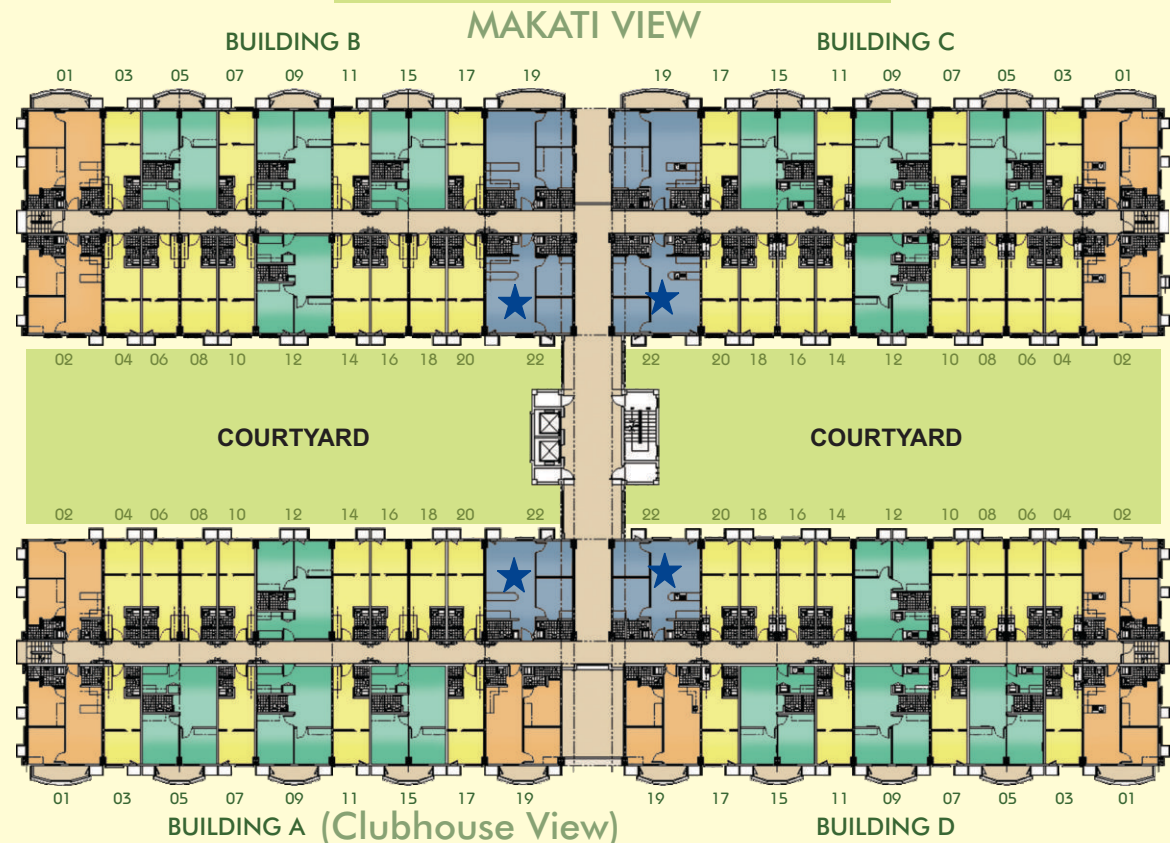 MAKATI VIEW
BUILDING B BUILDING C
01 03 05 07 09 11 15 17 19 19 17 15 11 09 07 05 03 01
02 04 06 08 10 12 14 16 18 20 22 22 20 18 16 14 12 10 08 06 04 02
COURTYARD COURTYARD
02 04 06 08 10 12 14 16 18 20 22 22 20 18 16 14 12 10 08 06 04 02
01 03 05 07 09 11 15 17 19 19 17 15 11 09 07 05 03 01
BUILDING A (Clubhouse View) BUILDING D